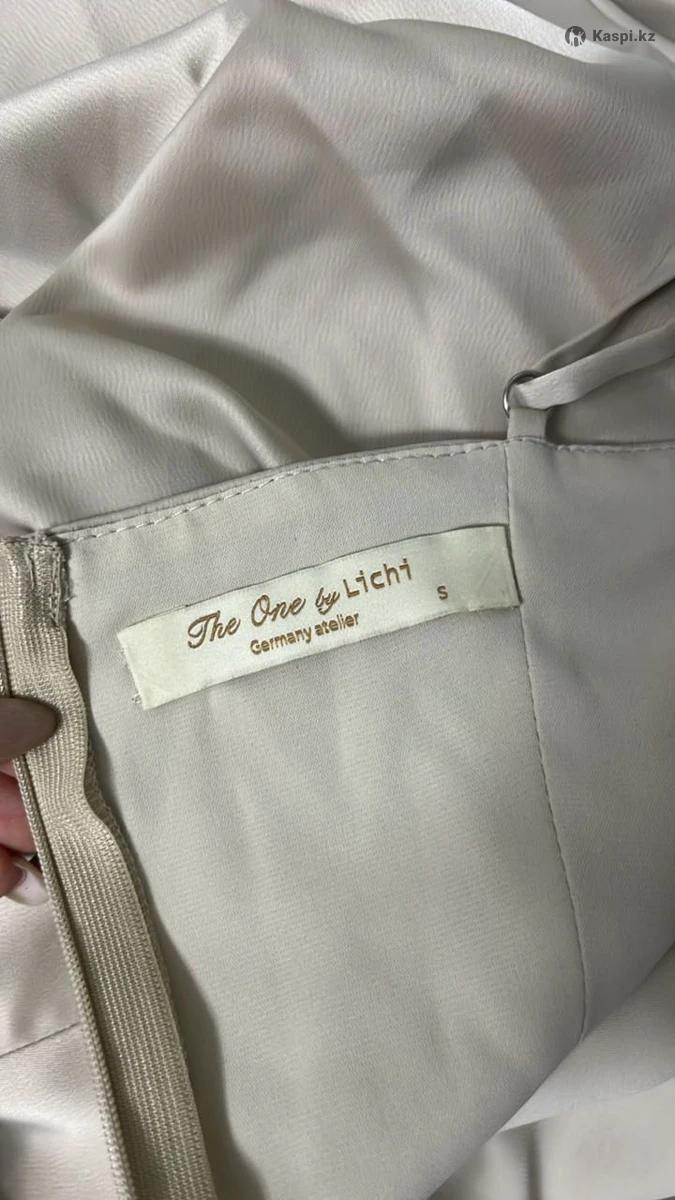 Kaspi.kz
The One by Lichi
Germany atelier
S